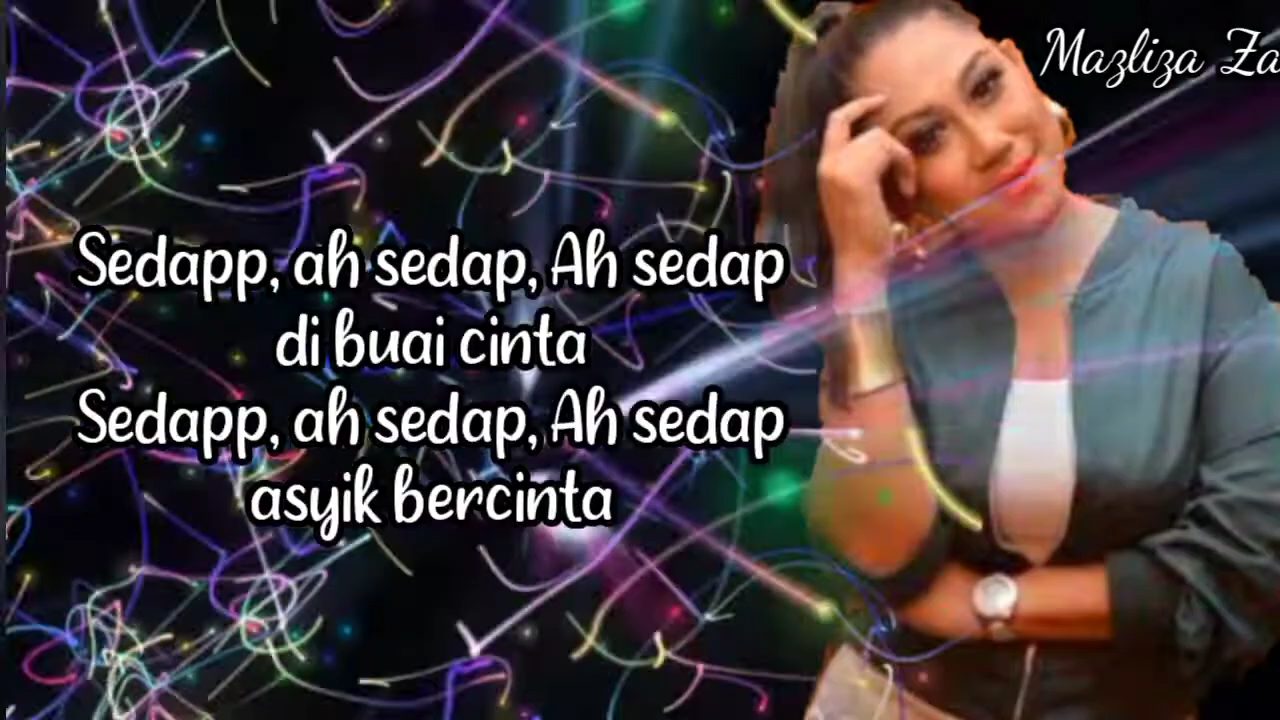 Mazliza Za
Sedapp, ah sedap, Ah sedap
di buai cinta
Sedapp, ah sedap, Ah sedap
asyik bercinta